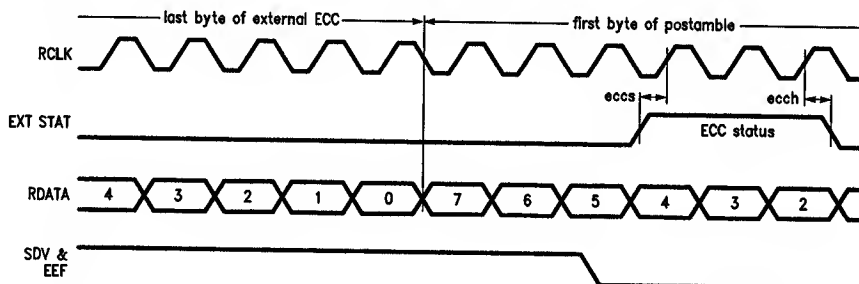 last byte of external ECC
first byte of postamble
RCLK
eccs
ecch
EXT STAT
ECC status
RDATA
4 3 2 1 0 7 6 5 4 3 2
SDV &
EEF